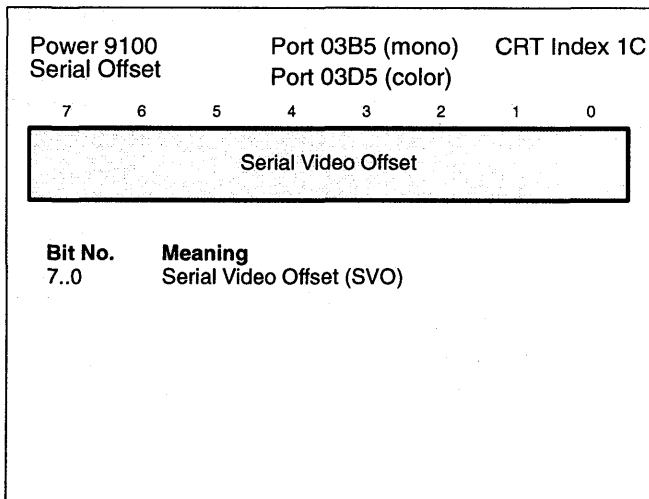 Power 9100 Port 03B5 (mono) CRT Index 1C
Serial Offset Port 03D5 (color)
7 6 5 4 3 2 1 0
Serial Video Offset
Bit No. Meaning
7..0 Serial Video Offset (SVO)